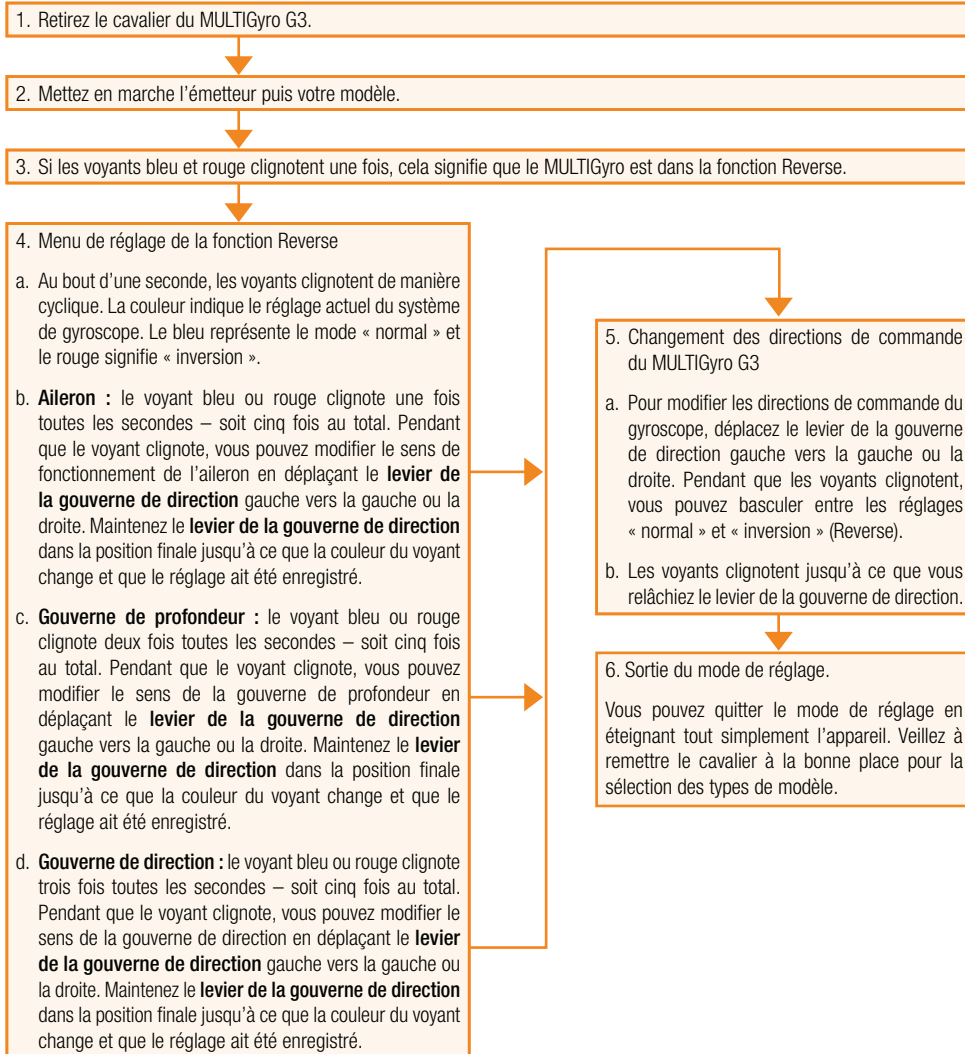 1. Retirez le cavalier du MULTIGyro G3.
2. Mettez en marche l’émetteur puis votre modèle.
3. Si les voyants bleu et rouge clignotent une fois, cela signifie que le MULTIGyro est dans la fonction Reverse.
4. Menu de réglage de la fonction Reverse
a. Au bout d’une seconde, les voyants clignotent de manière
cyclique. La couleur indique le réglage actuel du système
de gyroscope. Le bleu représente le mode « normal » et
le rouge signifie « inversion ».
b. Aileron : le voyant bleu ou rouge clignote une fois
toutes les secondes – soit cinq fois au total. Pendant
que le voyant clignote, vous pouvez modifier le sens de
fonctionnement de l’aileron en déplaçant le levier de
la gouverne de direction gauche vers la gauche ou la
droite. Maintenez le levier de la gouverne de direction
dans la position finale jusqu’à ce que la couleur du voyant
change et que le réglage ait été enregistré.
c. Gouverne de profondeur : le voyant bleu ou rouge
clignote deux fois toutes les secondes – soit cinq fois
au total. Pendant que le voyant clignote, vous pouvez
modifier le sens de la gouverne de profondeur en
déplaçant le levier de la gouverne de direction
gauche vers la gauche ou la droite. Maintenez le levier
de la gouverne de direction dans la position finale
jusqu’à ce que la couleur du voyant change et que le
réglage ait été enregistré.
d. Gouverne de direction : le voyant bleu ou rouge clignote
trois fois toutes les secondes – soit cinq fois au total.
Pendant que le voyant clignote, vous pouvez modifier le
sens de la gouverne de direction en déplaçant le levier
de la gouverne de direction gauche vers la gauche ou
la droite. Maintenez le levier de la gouverne de direction
dans la position finale jusqu’à ce que la couleur du voyant
change et que le réglage ait été enregistré.
5. Changement des directions de commande
du MULTIGyro G3
a. Pour modifier les directions de commande du
gyroscope, déplacez le levier de la gouverne
de direction gauche vers la gauche ou la
droite. Pendant que les voyants clignotent,
vous pouvez basculer entre les réglages
« normal » et « inversion » (Reverse).
b. Les voyants clignotent jusqu’à ce que vous
relâchiez le levier de la gouverne de direction.
6. Sortie du mode de réglage.
Vous pouvez quitter le mode de réglage en
éteignant tout simplement l’appareil. Veillez à
remettre le cavalier à la bonne place pour la
sélection des types de modèle.